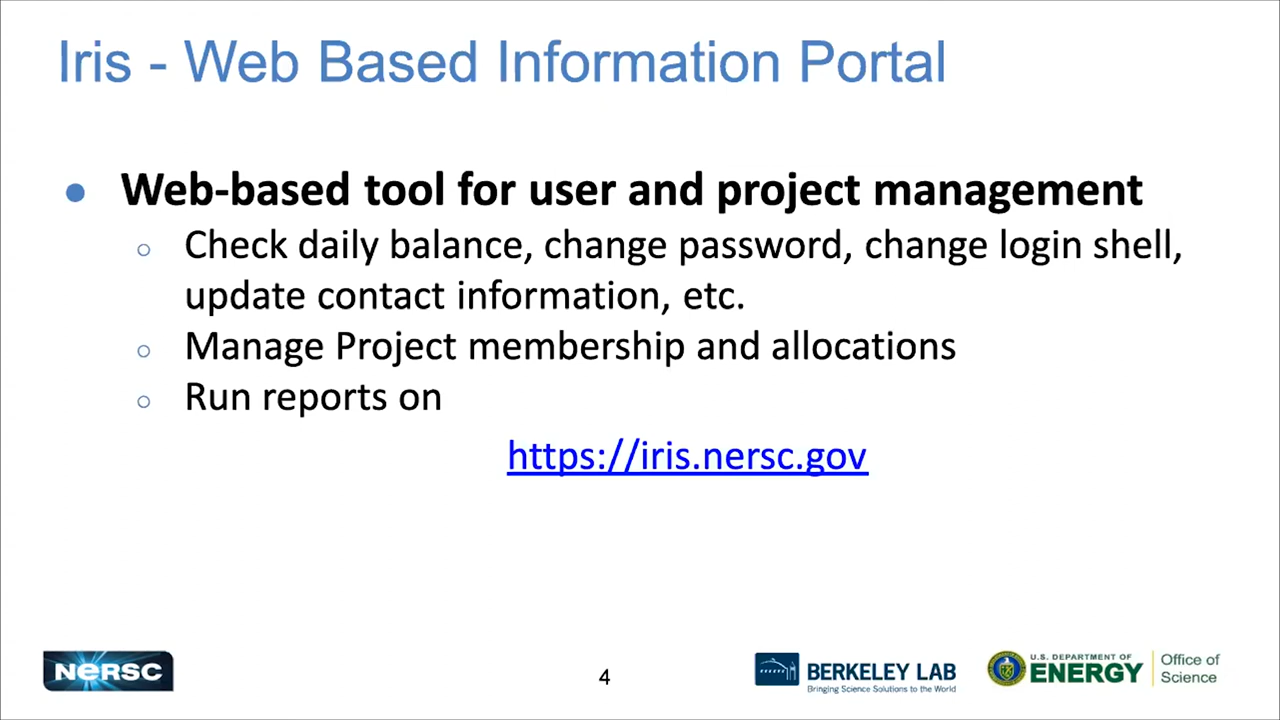 Iris - Web Based Information Portal
● Web-based tool for user and project management
○ Check daily balance, change password, change login shell,
update contact information, etc.
○ Manage Project membership and allocations
○ Run reports on
https://iris.nersc.gov
NERSC
4
BERKELEY LAB
Bringing Science Solutions to the World
U.S. DEPARTMENT OF
ENERGY
Office of
Science